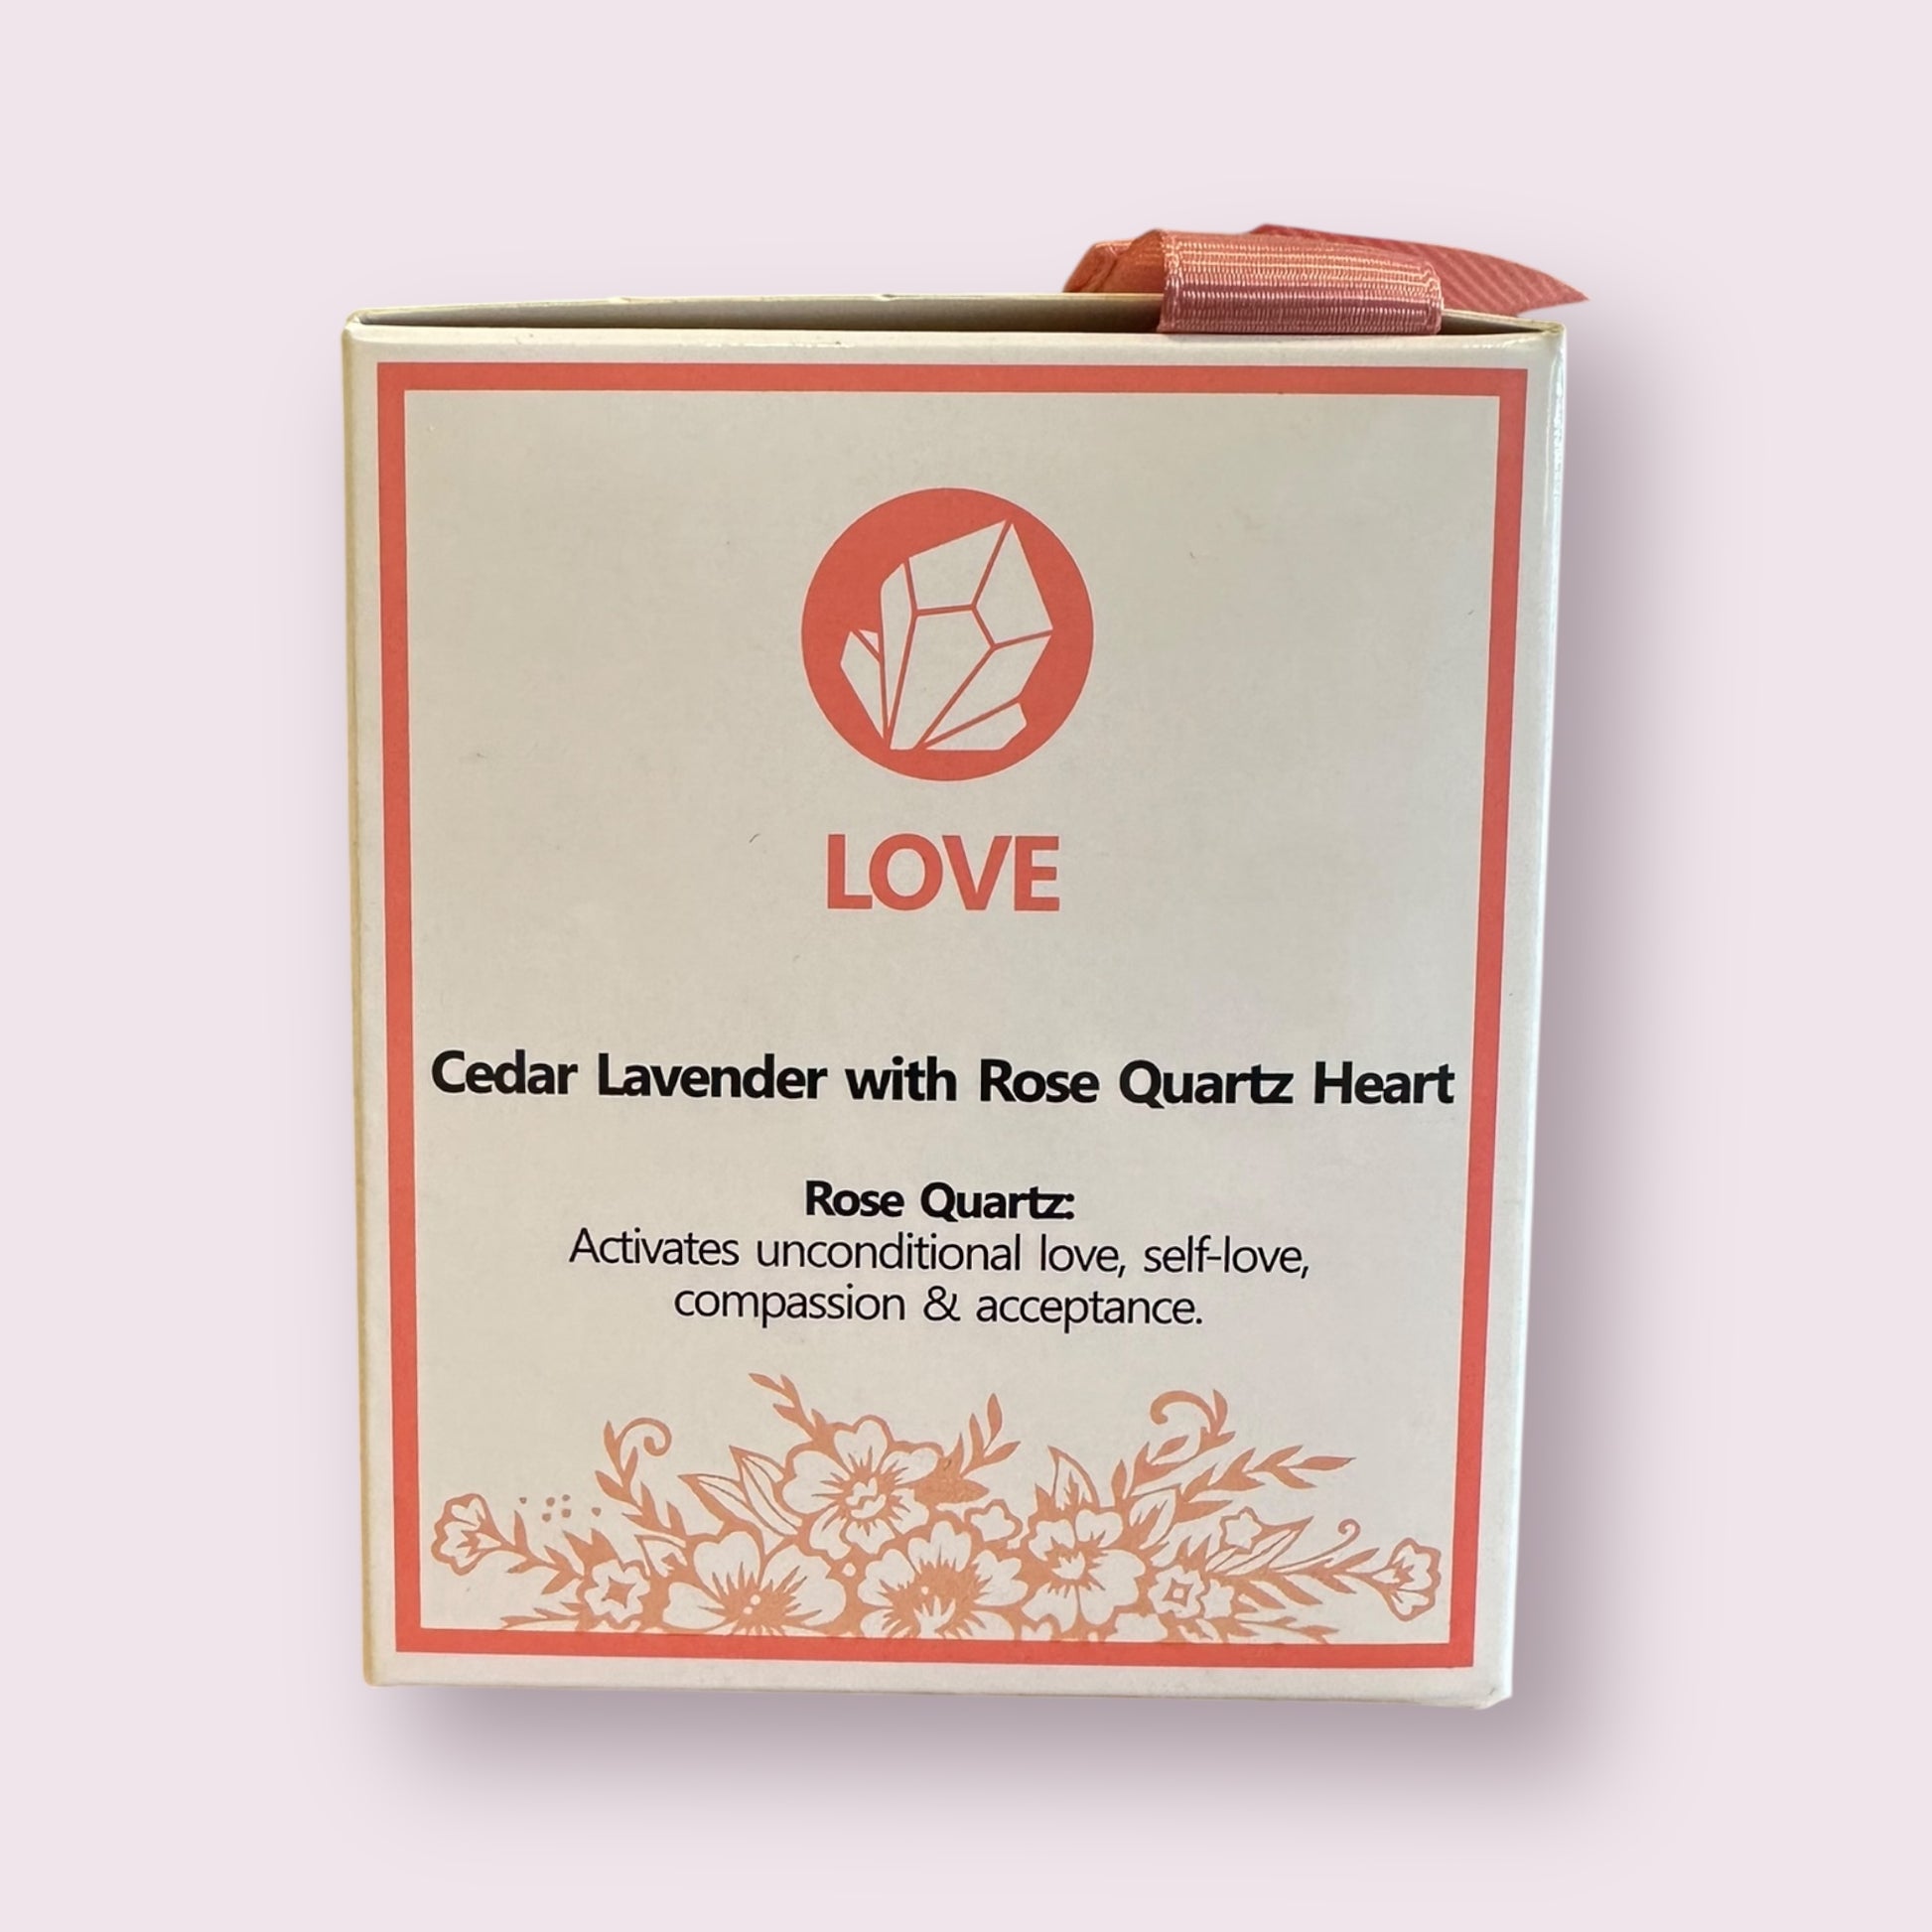 LOVE
Cedar Lavender with Rose Quartz Heart
Rose Quartz:
Activates unconditional love, self-love,
compassion & acceptance.